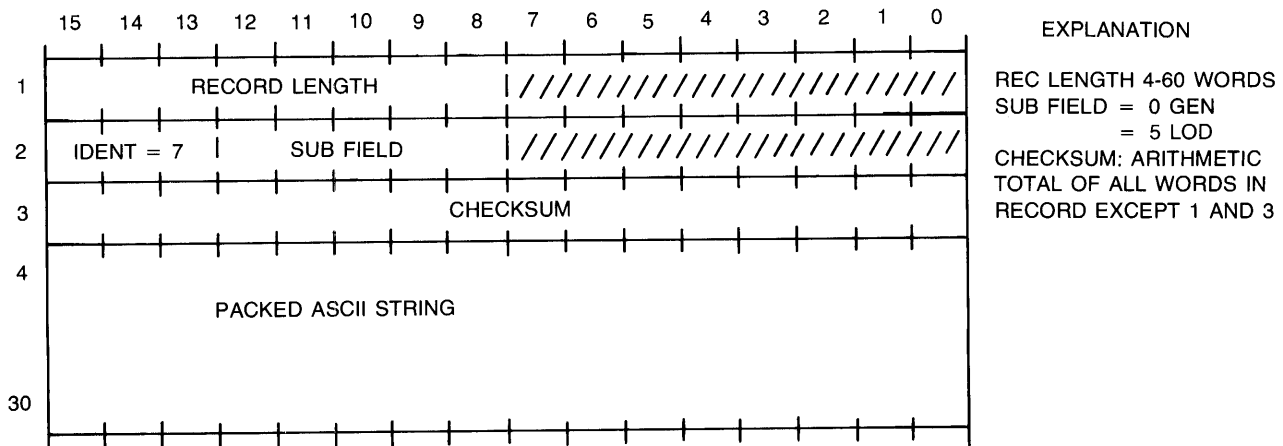 15 14 13 12 11 10 9 8 7 6 5 4 3 2 1 0
EXPLANATION
1 RECORD LENGTH
2 IDENT = 7 SUB FIELD
3 CHECKSUM
4
PACKED ASCII STRING
30
REC LENGTH 4-60 WORDS
SUB FIELD = 0 GEN
= 5 LOD
CHECKSUM: ARITHMETIC
TOTAL OF ALL WORDS IN
RECORD EXCEPT 1 AND 3